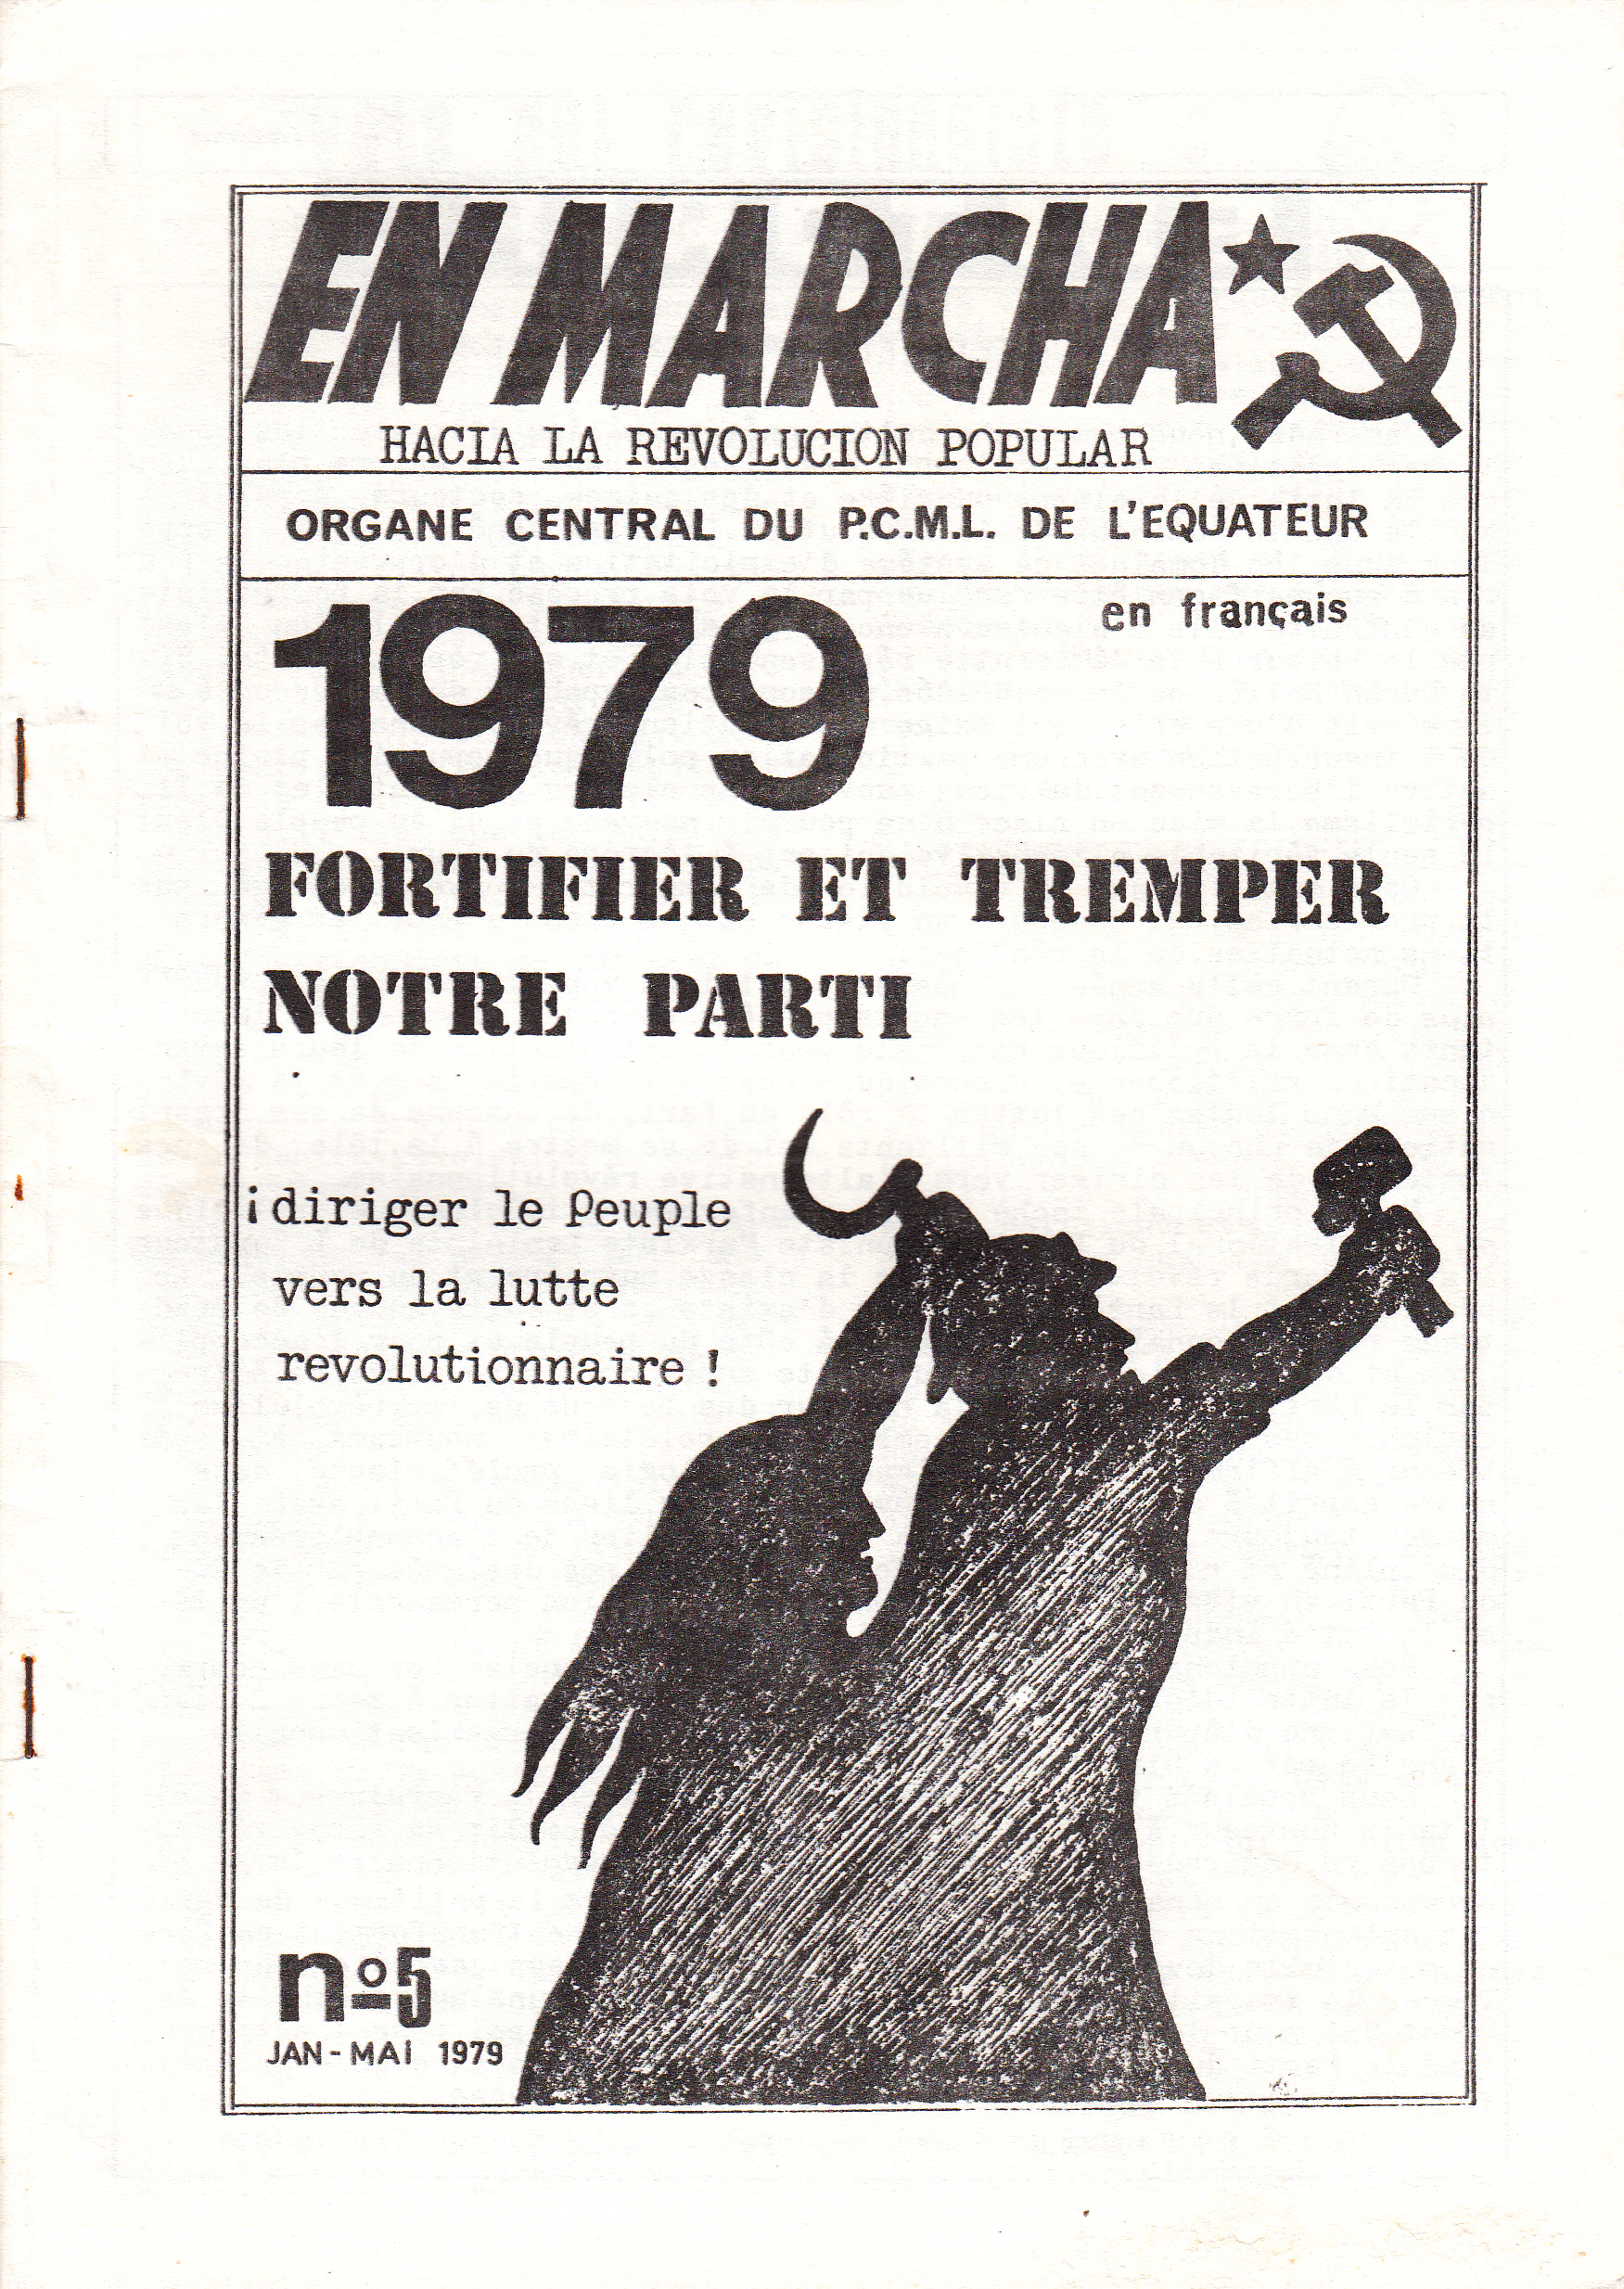 EN MARCHA
HACIA LA REVOLUCION POPULAR
ORGANE CENTRAL DU P.C.M.L. DE L'EQUATEUR
1979
en français
FORTIFIER ET TREMPER
NOTRE PARTI
¡diriger le Peuple
vers la lutte
revolutionnaire !
nº5
JAN-MAI 1979